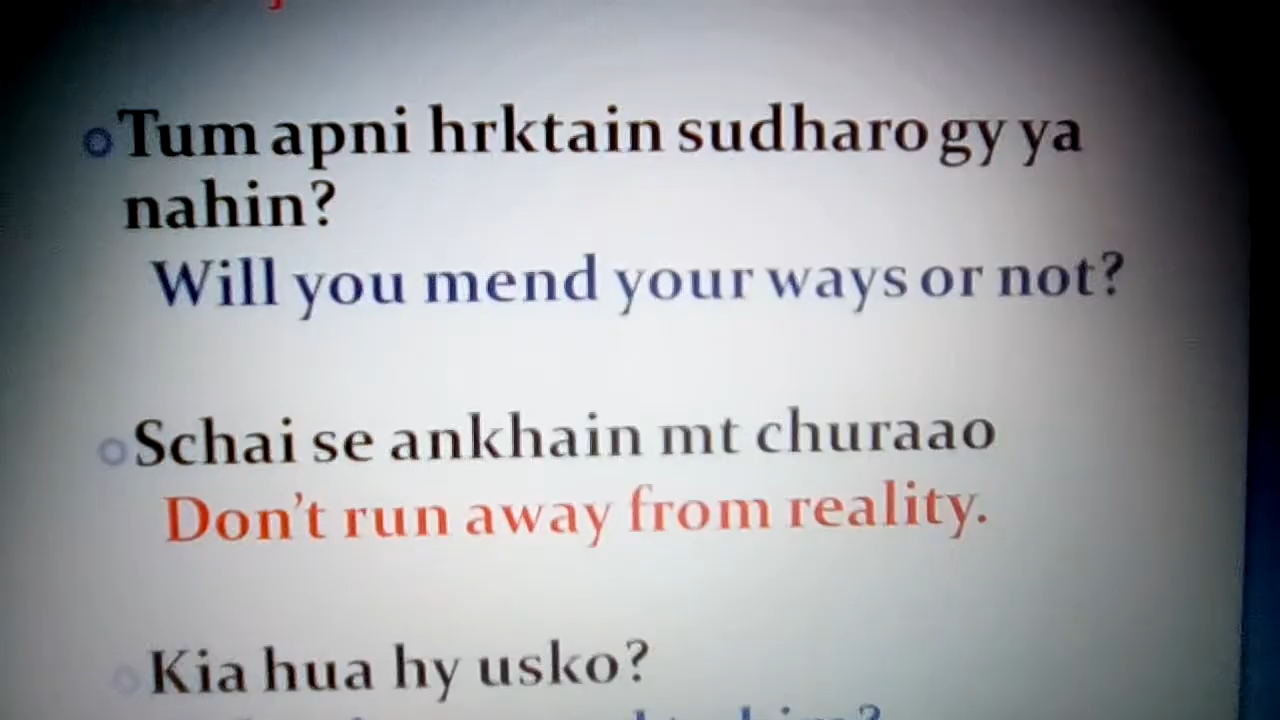 Tum apni hrktain sudharo gy ya
nahin?
Will you mend your ways or not?
Schai se ankhain mt churaao
Don't run away from reality.
Kia hua hy usko?